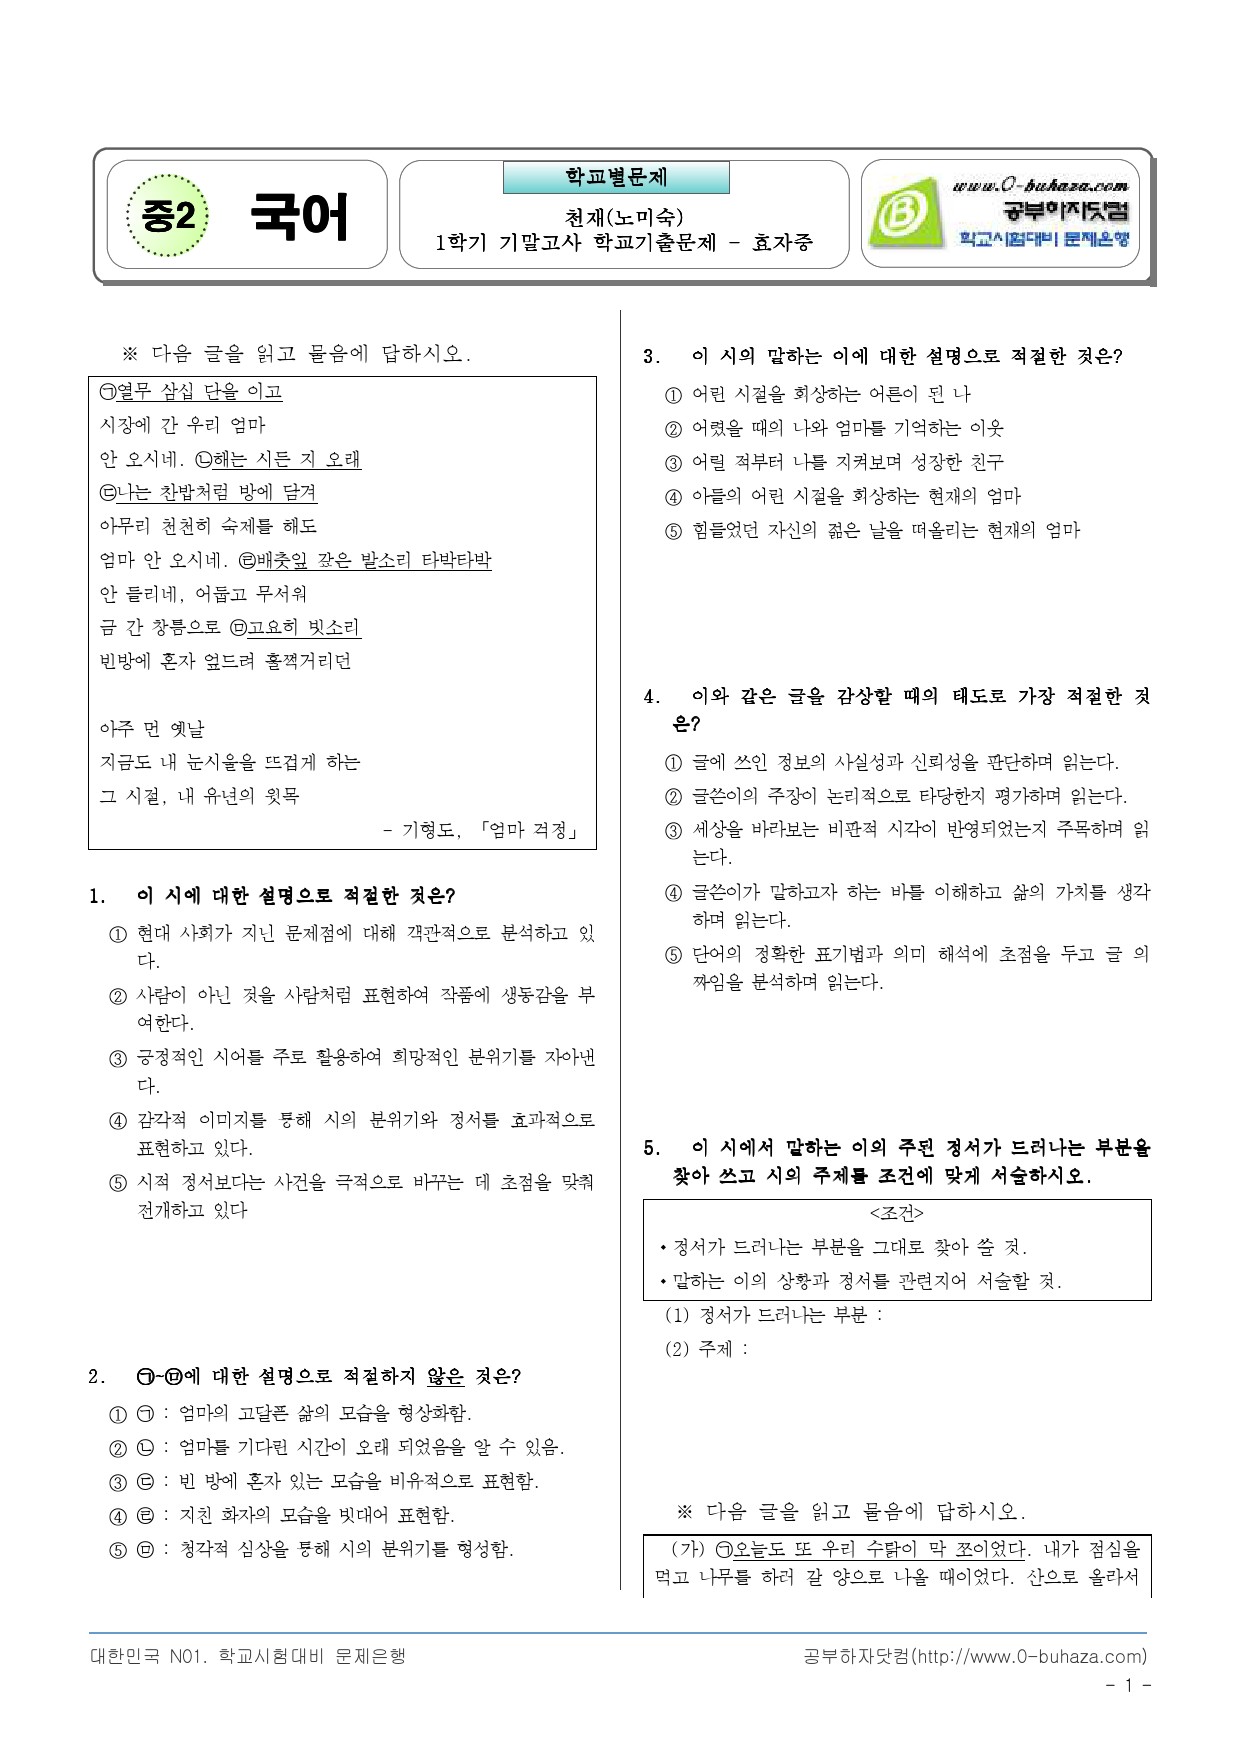 중2 국어
학교별문제
천재(노미숙)
1학기 기말고사 학교기출문제 - 효자중
www.0-buhaza.com
공부하자닷컴
학교시험대비 문제은행
※ 다음 글을 읽고 물음에 답하시오.
㉠열무 삼십 단을 이고
시장에 간 우리 엄마
안 오시네. ㉡해는 시든 지 오래
㉢나는 찬밥처럼 방에 담겨
아무리 천천히 숙제를 해도
엄마 안 오시네. ㉣배춧잎 같은 발소리 타박타박
안 들리네, 어둡고 무서워
금 간 창틈으로 ㉤고요히 빗소리
빈방에 혼자 엎드려 훌쩍거리던
아주 먼 옛날
지금도 내 눈시울을 뜨겁게 하는
그 시절, 내 유년의 윗목
- 기형도, 「엄마 걱정」
1. 이 시에 대한 설명으로 적절한 것은?
① 현대 사회가 지닌 문제점에 대해 객관적으로 분석하고 있
다.
② 사람이 아닌 것을 사람처럼 표현하여 작품에 생동감을 부
여한다.
③ 긍정적인 시어를 주로 활용하여 희망적인 분위기를 자아낸
다.
④ 감각적 이미지를 통해 시의 분위기와 정서를 효과적으로
표현하고 있다.
⑤ 시적 정서보다는 사건을 극적으로 바꾸는 데 초점을 맞춰
전개하고 있다
2. ㉠~㉤에 대한 설명으로 적절하지 않은 것은?
① ㉠ : 엄마의 고달픈 삶의 모습을 형상화함.
② ㉡ : 엄마를 기다린 시간이 오래 되었음을 알 수 있음.
③ ㉢ : 빈 방에 혼자 있는 모습을 비유적으로 표현함.
④ ㉣ : 지친 화자의 모습을 빗대어 표현함.
⑤ ㉤ : 청각적 심상을 통해 시의 분위기를 형성함.
3. 이 시의 말하는 이에 대한 설명으로 적절한 것은?
① 어린 시절을 회상하는 어른이 된 나
② 어렸을 때의 나와 엄마를 기억하는 이웃
③ 어릴 적부터 나를 지켜보며 성장한 친구
④ 아들의 어린 시절을 회상하는 현재의 엄마
⑤ 힘들었던 자신의 젊은 날을 떠올리는 현재의 엄마
4. 이와 같은 글을 감상할 때의 태도로 가장 적절한 것
은?
① 글에 쓰인 정보의 사실성과 신뢰성을 판단하며 읽는다.
② 글쓴이의 주장이 논리적으로 타당한지 평가하며 읽는다.
③ 세상을 바라보는 비판적 시각이 반영되었는지 주목하며 읽
는다.
④ 글쓴이가 말하고자 하는 바를 이해하고 삶의 가치를 생각
하며 읽는다.
⑤ 단어의 정확한 표기법과 의미 해석에 초점을 두고 글 의
짜임을 분석하며 읽는다.
5. 이 시에서 말하는 이의 주된 정서가 드러나는 부분을
찾아 쓰고 시의 주제를 조건에 맞게 서술하시오.
<조건>
• 정서가 드러나는 부분을 그대로 찾아 쓸 것.
• 말하는 이의 상황과 정서를 관련지어 서술할 것.
(1) 정서가 드러나는 부분 :
(2) 주제 :
※ 다음 글을 읽고 물음에 답하시오.
(가) ㉠오늘도 또 우리 수탉이 막 쪼이었다. 내가 점심을
먹고 나무를 하러 갈 양으로 나올 때이었다. 산으로 올라서
대한민국 N01. 학교시험대비 문제은행
공부하자닷컴(http://www.0-buhaza.com)
- 1 -